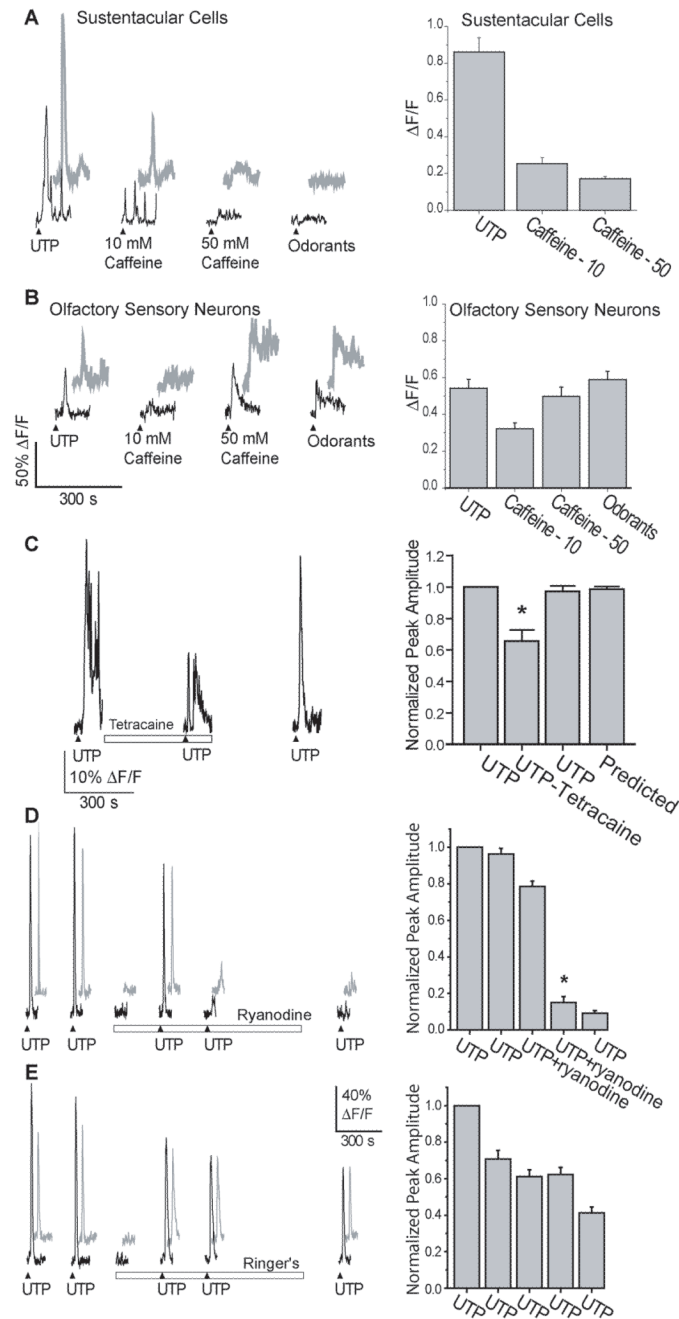 A Sustentacular Cells
UTP
10 mM
Caffeine
50 mM
Caffeine
Odorants
Sustentacular Cells
ΔF/F
1.0
0.8
0.6
0.4
0.2
0.0
UTP
Caffeine - 10
Caffeine - 50
B Olfactory Sensory Neurons
UTP
10 mM
Caffeine
50 mM
Caffeine
Odorants
50% ΔF/F
300 s
Olfactory Sensory Neurons
ΔF/F
1.0
0.8
0.6
0.4
0.2
0.0
UTP
Caffeine - 10
Caffeine - 50
Odorants
C
Tetracaine
UTP
UTP
UTP
10% ΔF/F
300 s
Normalized Peak Amplitude
1.2
1.0
0.8
0.6
0.4
0.2
0.0
*
UTP
UTP-Tetracaine
UTP
Predicted
D
Ryanodine
UTP
UTP
UTP
UTP
UTP
Normalized Peak Amplitude
1.0
0.8
0.6
0.4
0.2
0.0
*
UTP
UTP
UTP+ryanodine
UTP+ryanodine
UTP
E
40%
ΔF/F
300 s
Ringer's
UTP
UTP
UTP
UTP
UTP
Normalized Peak Amplitude
1.0
0.8
0.6
0.4
0.2
0.0
UTP
UTP
UTP
UTP
UTP